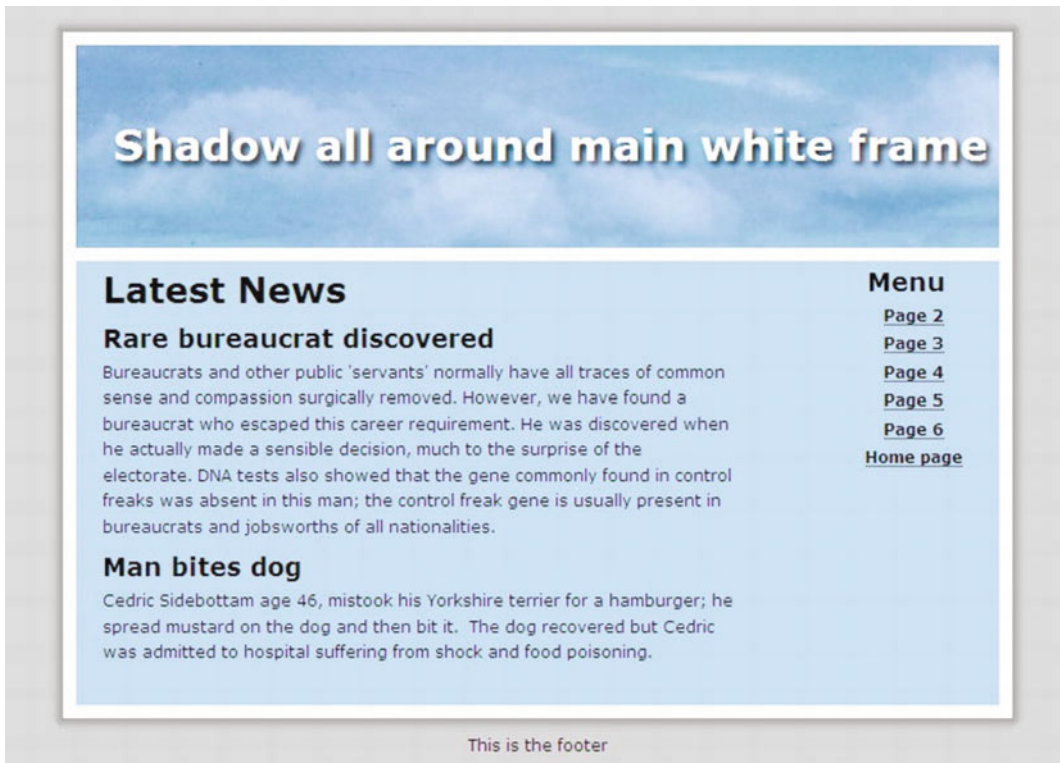 Shadow all around main white frame
Latest News
Rare bureaucrat discovered
Bureaucrats and other public 'servants' normally have all traces of common
sense and compassion surgically removed. However, we have found a
bureaucrat who escaped this career requirement. He was discovered when
he actually made a sensible decision, much to the surprise of the
electorate. DNA tests also showed that the gene commonly found in control
freaks was absent in this man; the control freak gene is usually present in
bureaucrats and jobsworths of all nationalities.
Man bites dog
Cedric Sidebottam age 46, mistook his Yorkshire terrier for a hamburger; he
spread mustard on the dog and then bit it.  The dog recovered but Cedric
was admitted to hospital suffering from shock and food poisoning.
Menu
Page 2
Page 3
Page 4
Page 5
Page 6
Home page
This is the footer